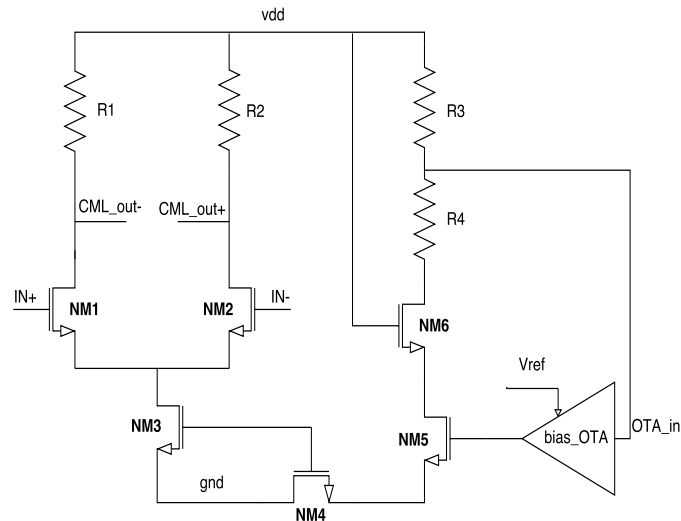 vdd
R1
R2
R3
CML_out-
CML_out+
R4
IN+
NM1
NM2
IN-
NM6
Vref
NM3
NM5
bias_OTA
OTA_in
gnd
NM4